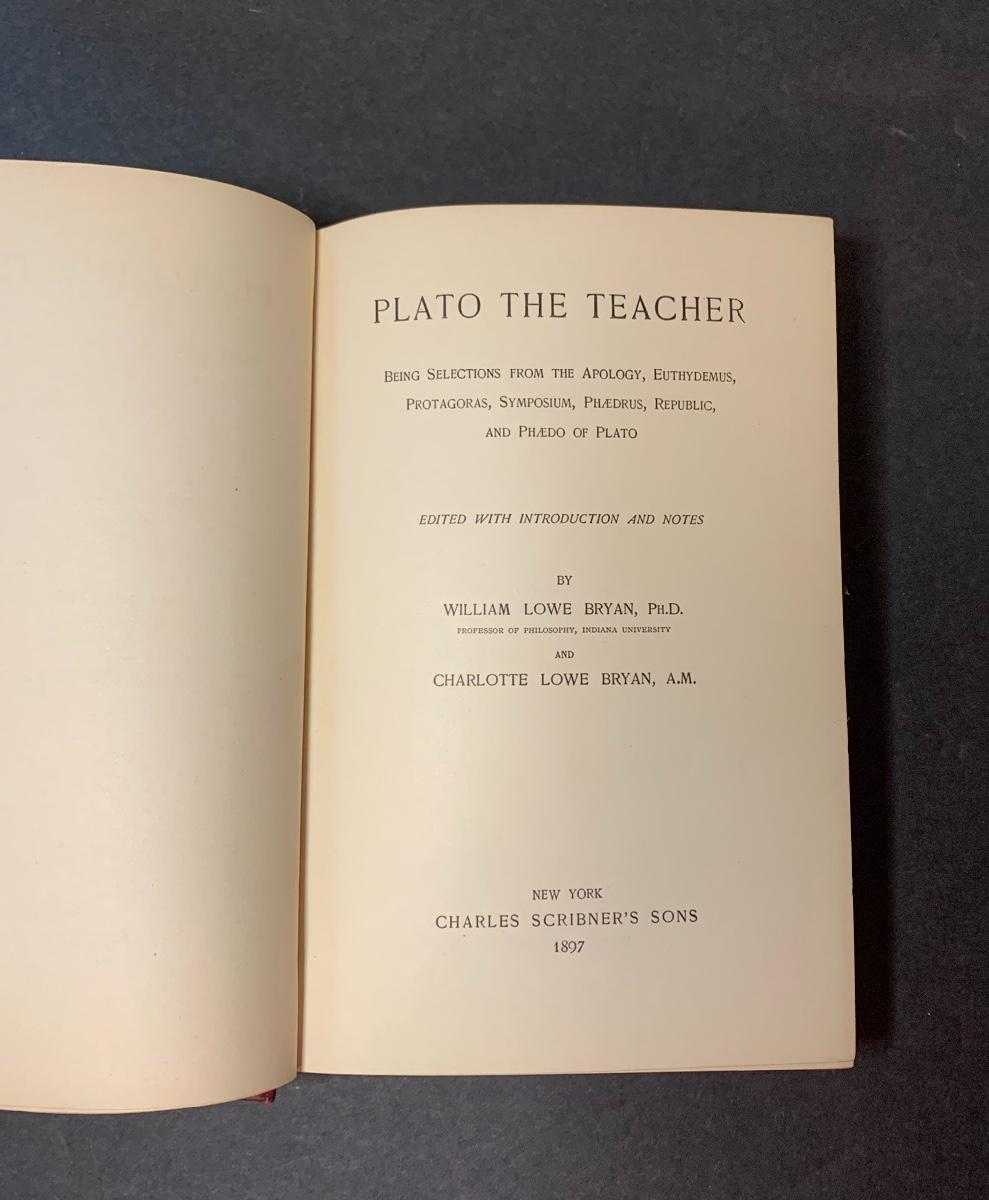 PLATO THE TEACHER
BEING SELECTIONS FROM THE APOLOGY, EUTHYDEMUS,
PROTAGORAS, SYMPOSIUM, PHÆDRUS, REPUBLIC,
AND PHÆDO OF PLATO
EDITED WITH INTRODUCTION AND NOTES
BY
WILLIAM LOWE BRYAN, PH.D.
PROFESSOR OF PHILOSOPHY, INDIANA UNIVERSITY
AND
CHARLOTTE LOWE BRYAN, A.M.
NEW YORK
CHARLES SCRIBNER'S SONS
1897